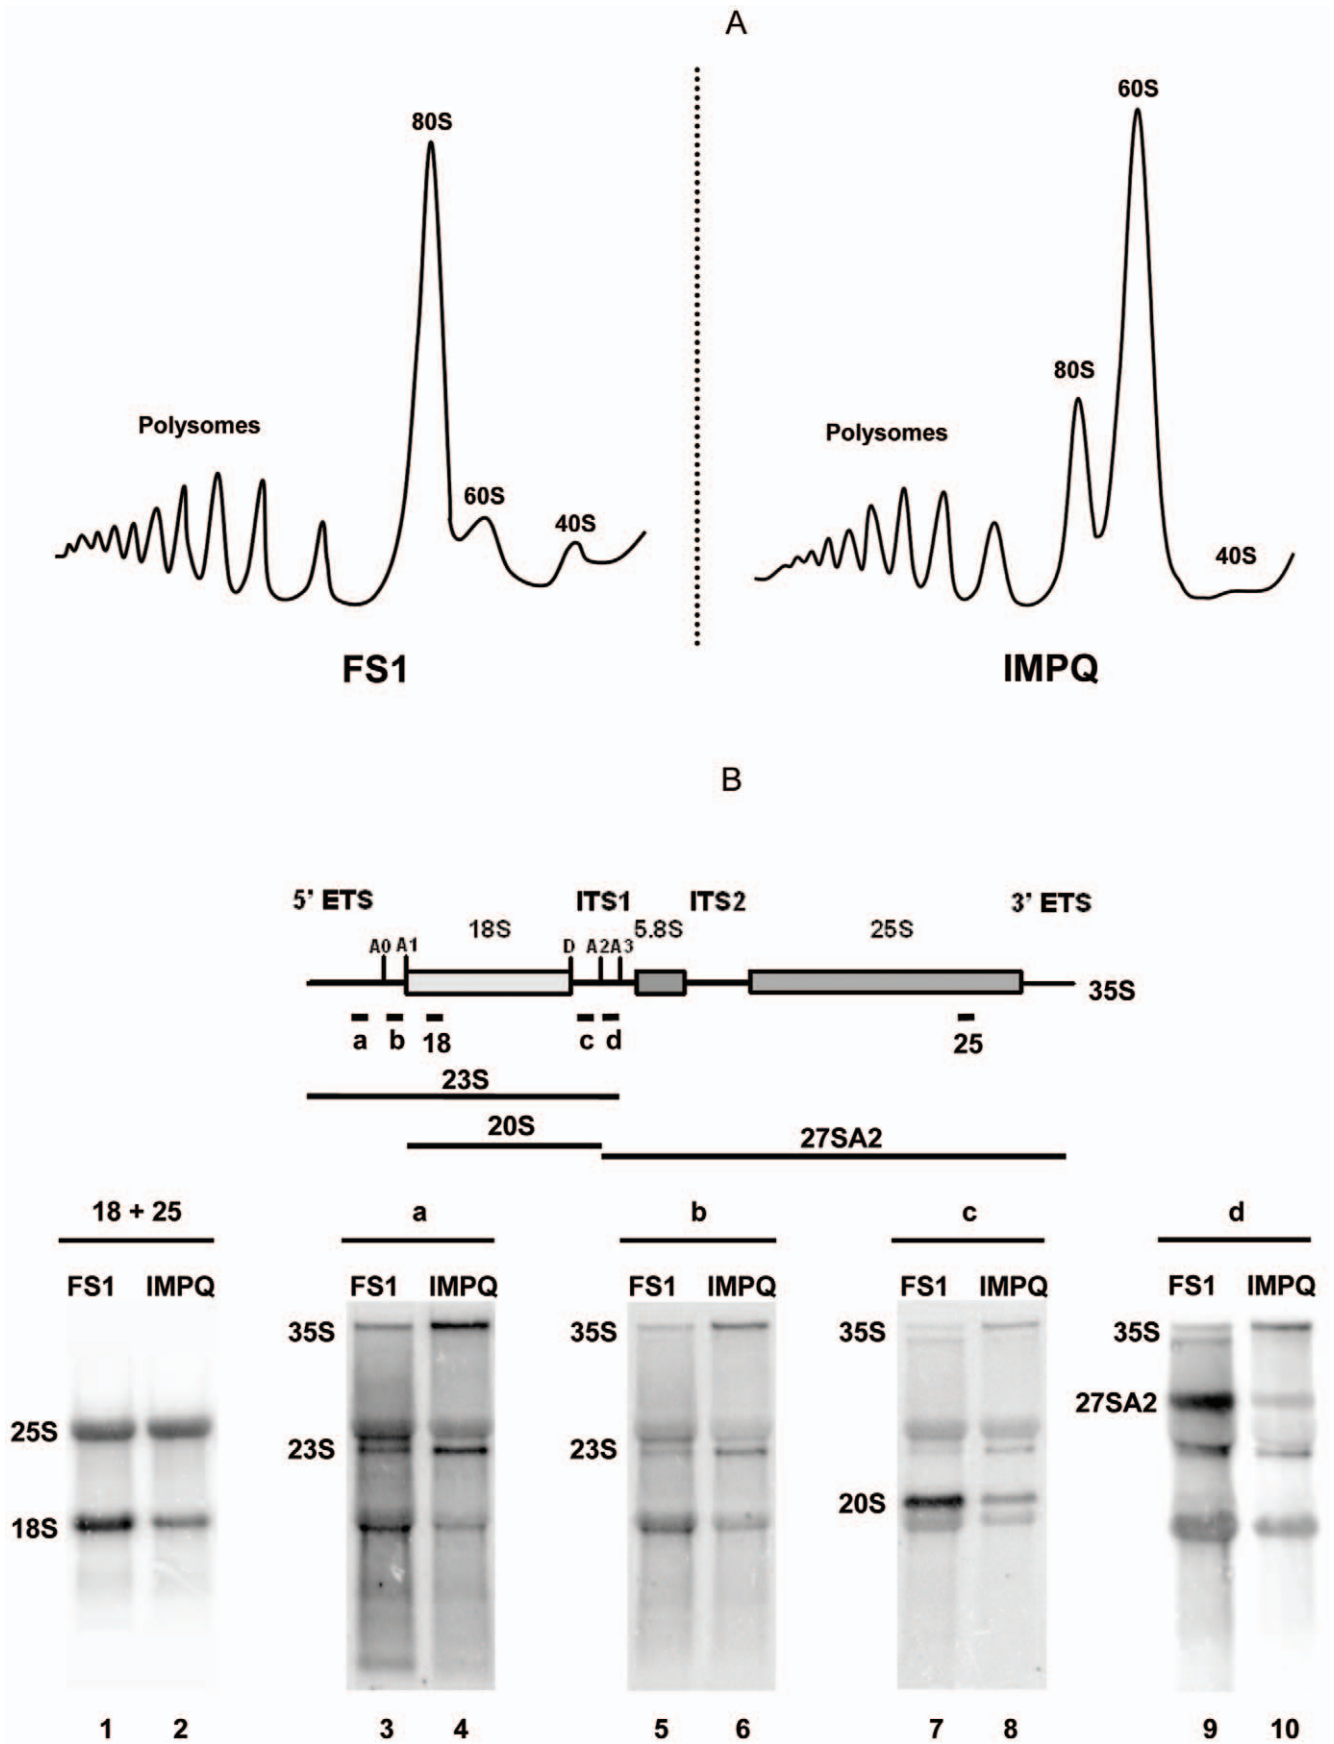 A
80S
60S
80S
Polysomes
Polysomes
60S
40S
40S
FS1
IMPQ
B
5' ETS
ITS1
ITS2
3' ETS
18S
5.8S
25S
A0 A1
D A2 A3
35S
a b 18 c d 25
23S
20S
27SA2
18 + 25
a
b
c
d
FS1 IMPQ
FS1 IMPQ
FS1 IMPQ
FS1 IMPQ
FS1 IMPQ
35S
35S
35S
35S
27SA2
25S
23S
23S
20S
18S
1 2 3 4 5 6 7 8 9 10